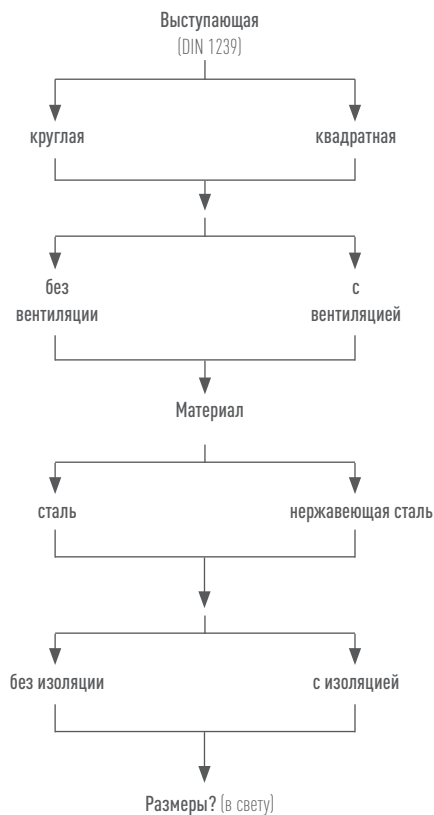 Выступающая
(DIN 1239)
круглая квадратная
без с
вентиляции вентиляцией
Материал
сталь нержавеющая сталь
без изоляции с изоляцией
Размеры? (в свету)